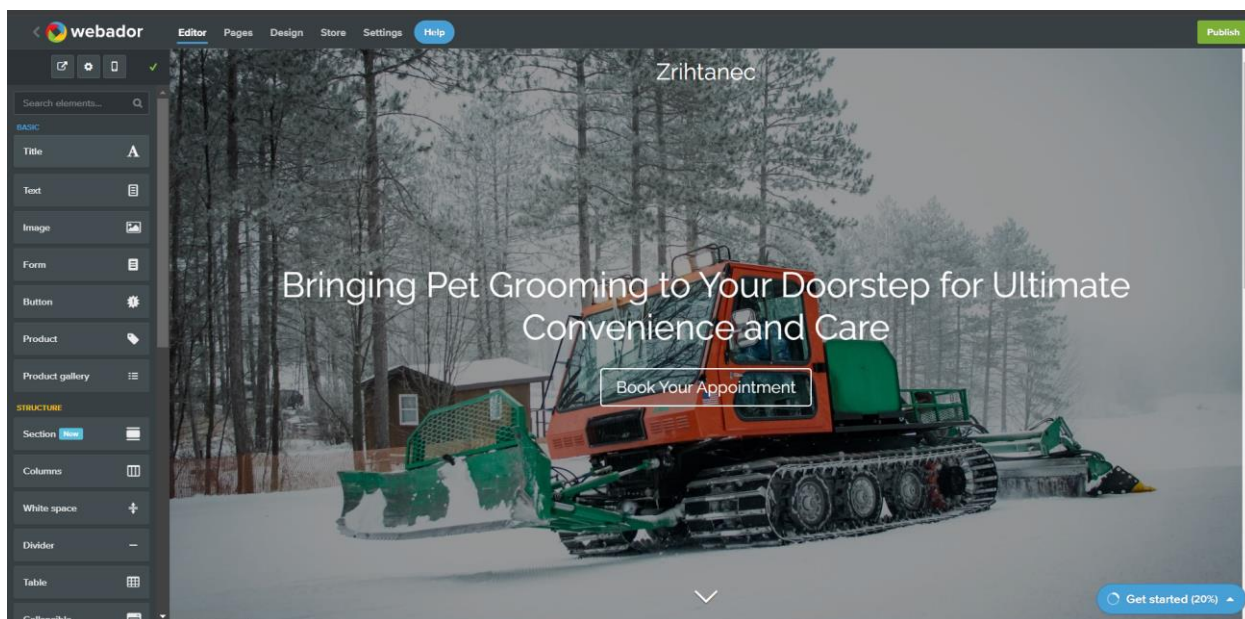 webador
Editor Pages Design Store Settings Help
Publish
Search elements...
BASIC
Title
Text
Image
Form
Button
Product
Product gallery
STRUCTURE
Section New
Columns
White space
Divider
Table
Zrihtanec
Bringing Pet Grooming to Your Doorstep for Ultimate
Convenience and Care
Book Your Appointment
Get started (20%)